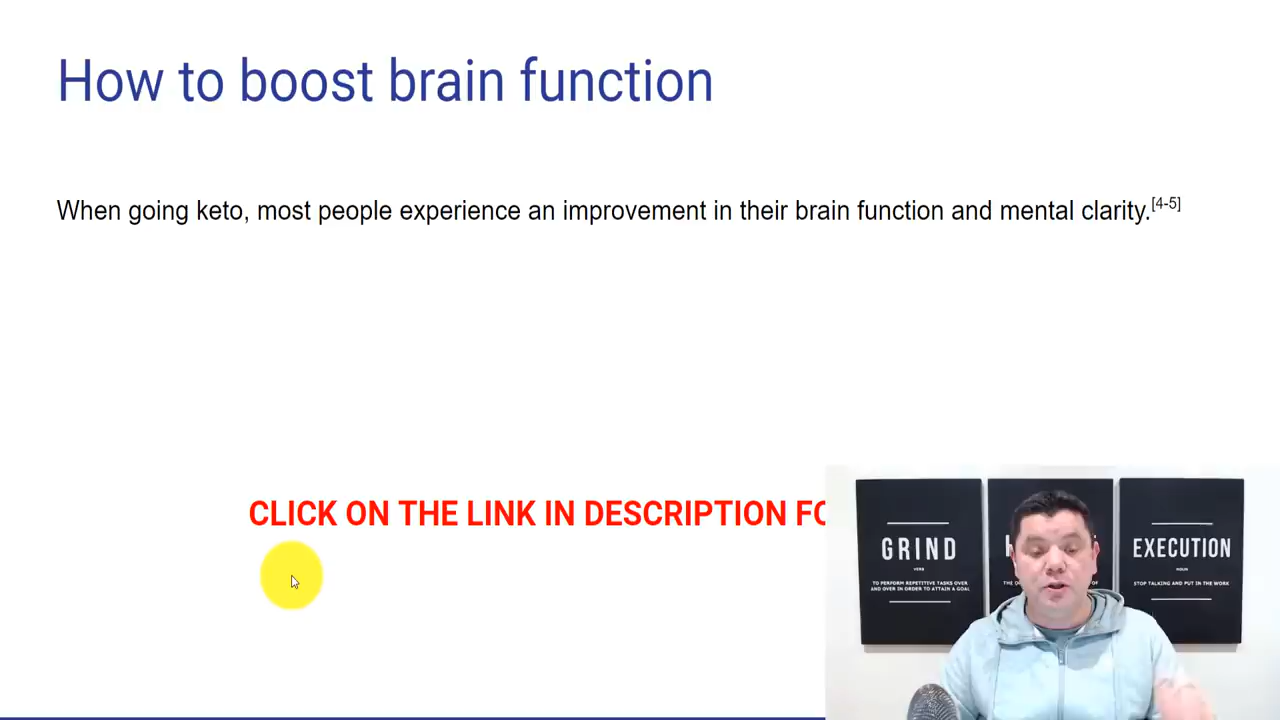 How to boost brain function
When going keto, most people experience an improvement in their brain function and mental clarity.[4-5]
CLICK ON THE LINK IN DESCRIPTION FO
GRIND
VERB
TO PERFORM REPETITIVE TASKS OVER
AND OVER IN ORDER TO ATTAIN A GOAL
EXECUTION
NOUN
STOP TALKING AND PUT IN THE WORK